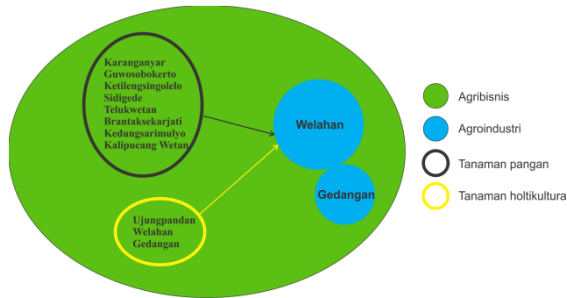 Karanganyar
Guwosobokerto
Ketilengsingolelo
Sidigede
Telukwetan
Brantaksekarjati
Kedungsarimulyo
Kalipucang Wetan
Welahan
Gedangan
Ujungpandan
Welahan
Gedangan
Agribisnis
Agroindustri
Tanaman pangan
Tanaman holtikultura